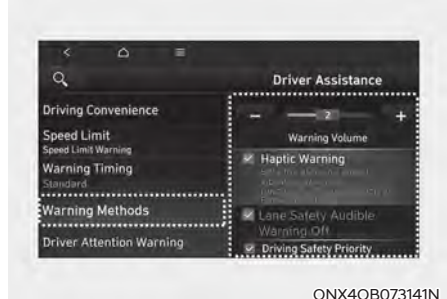 Driver Assistance
Driving Convenience
Speed Limit
Speed Limit Warning
Warning Timing
Standard
Warning Methods
Driver Attention Warning
− 2 +
Warning Volume
Haptic Warning
Lane Safety Audible
Warning Off
Driving Safety Priority
ONX4OB073141N